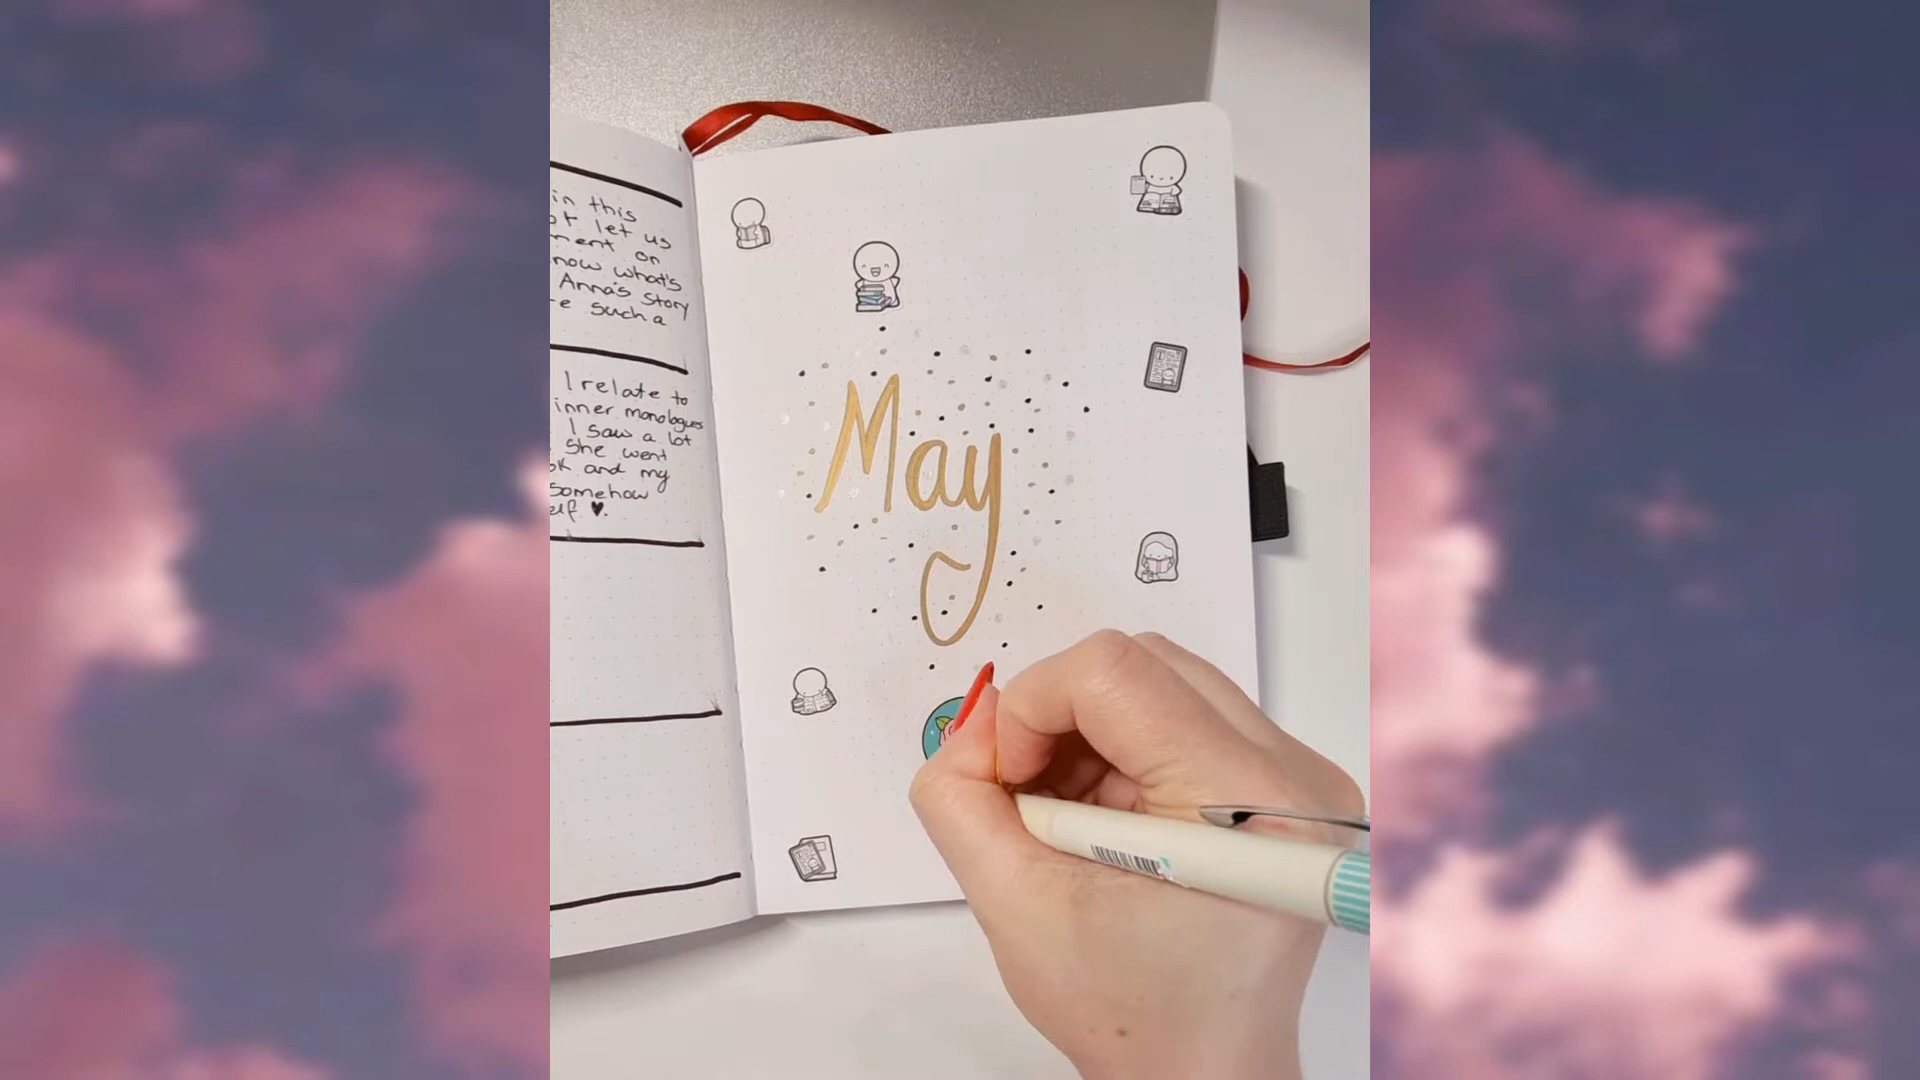 in this
let us
ment on
now what's
Anna's story
such a
I relate to
inner monologues
I saw a lot
she went
and my
somehow
♥.
May